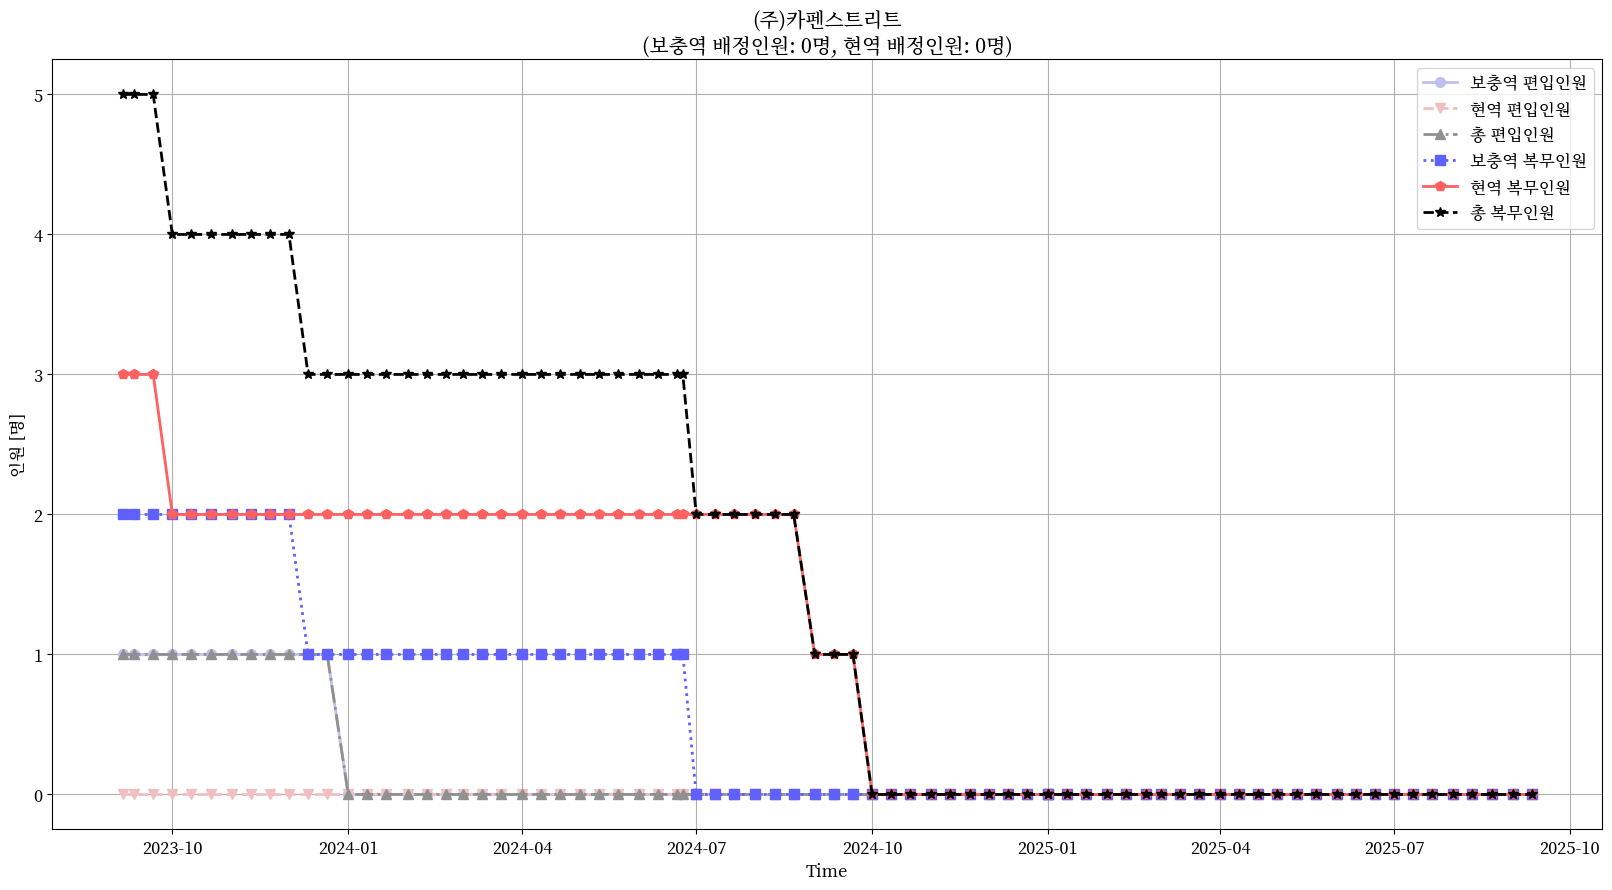 (주)카펜스트리트
(보충역 배정인원: 0명, 현역 배정인원: 0명)
보충역 편입인원
현역 편입인원
총 편입인원
보충역 복무인원
현역 복무인원
총 복무인원
인원 [명]
5
4
3
2
1
0
2023-10
2024-01
2024-04
2024-07
2024-10
2025-01
2025-04
2025-07
2025-10
Time